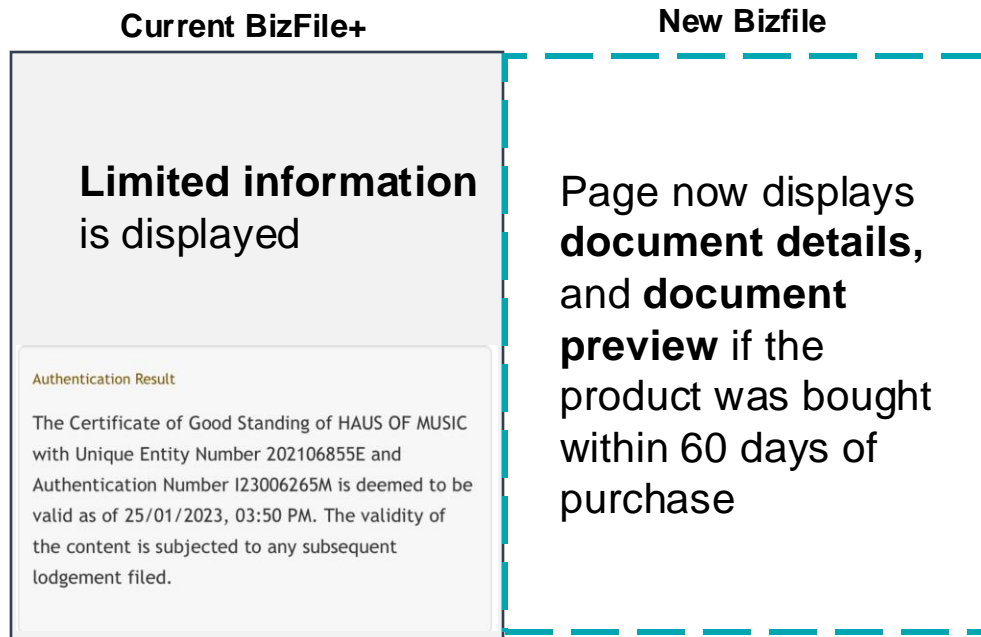 Current BizFile+
Limited information
is displayed
Authentication Result
The Certificate of Good Standing of HAUS OF MUSIC
with Unique Entity Number 202106855E and
Authentication Number I23006265M is deemed to be
valid as of 25/01/2023, 03:50 PM. The validity of
the content is subjected to any subsequent
lodgement filed.
New Bizfile
Page now displays
document details,
and document
preview if the
product was bought
within 60 days of
purchase